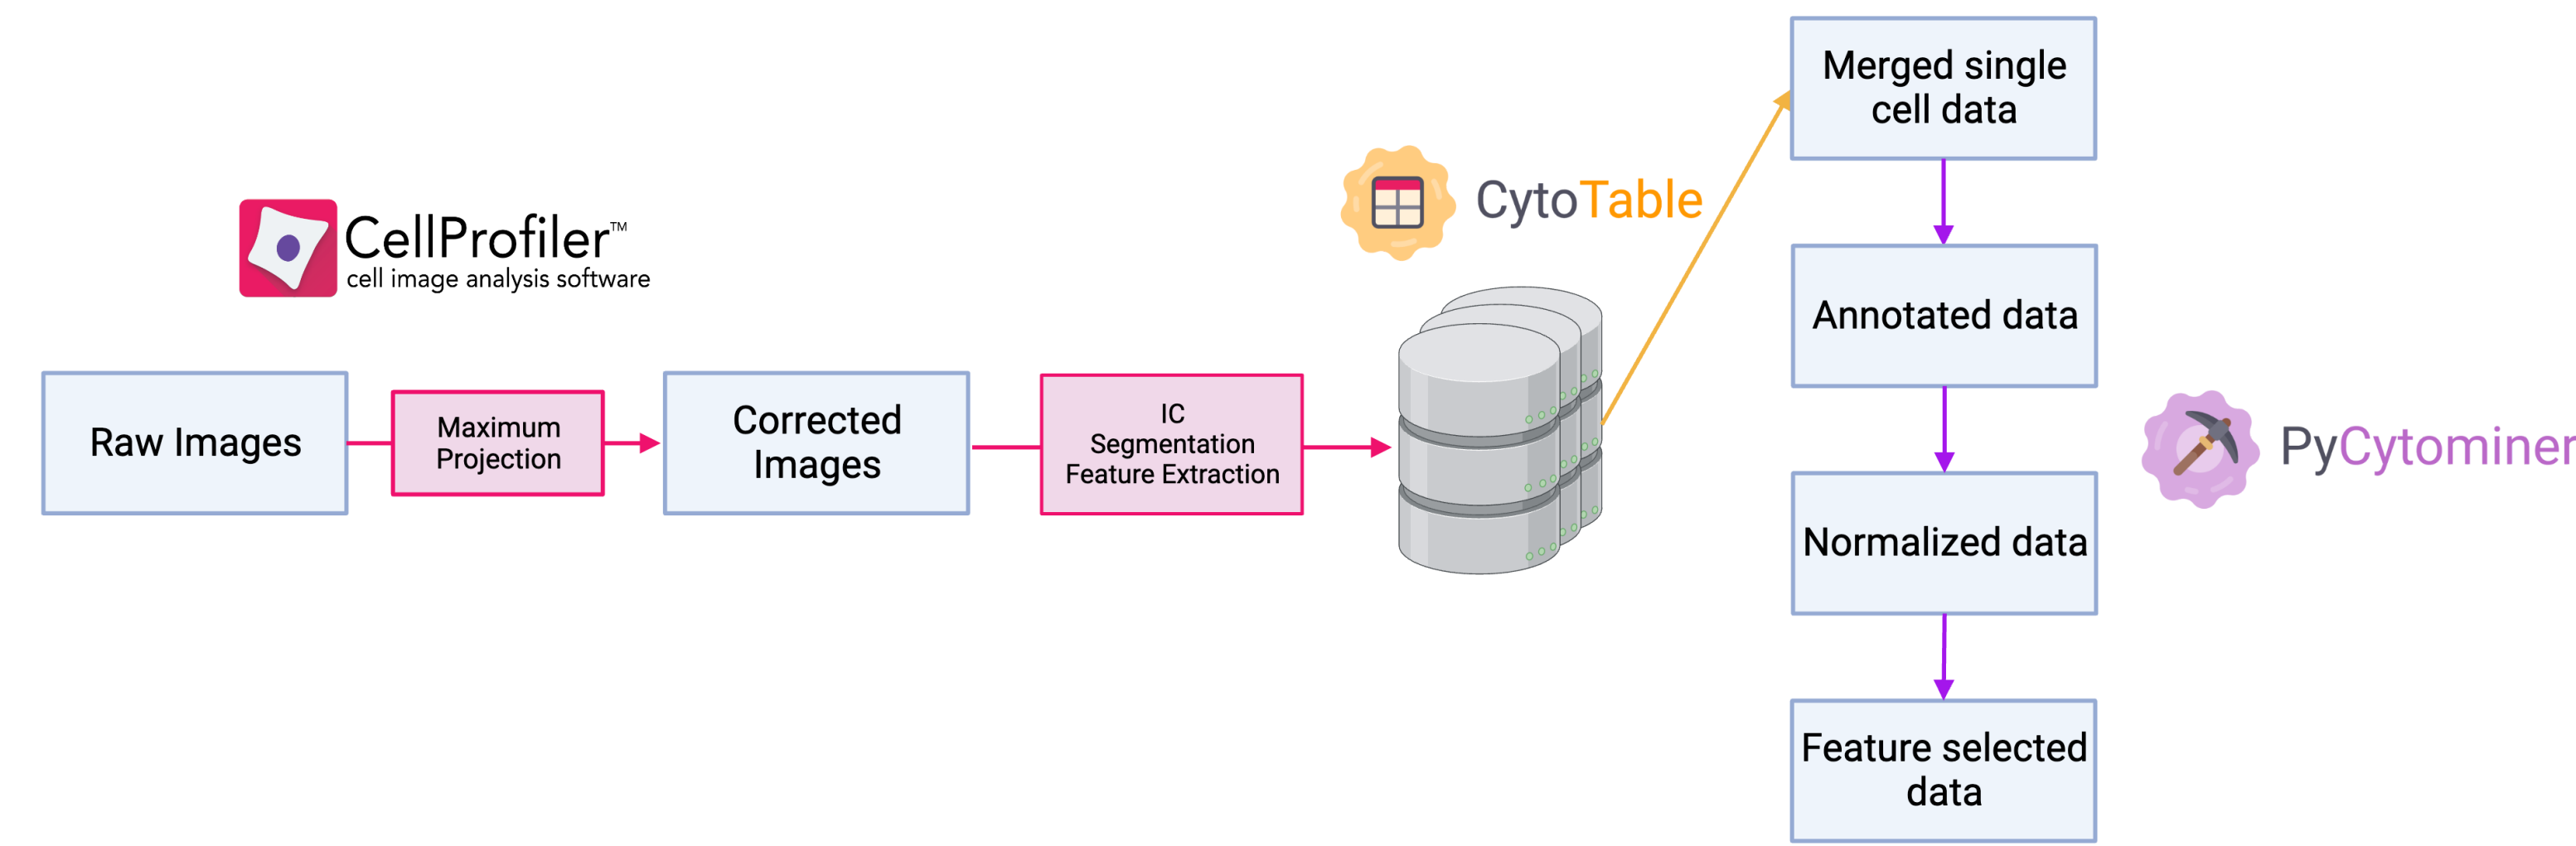 CellProfiler™
cell image analysis software
Raw Images
Maximum
Projection
Corrected
Images
IC
Segmentation
Feature Extraction
CytoTable
Merged single
cell data
Annotated data
Normalized data
Feature selected
data
PyCytominer